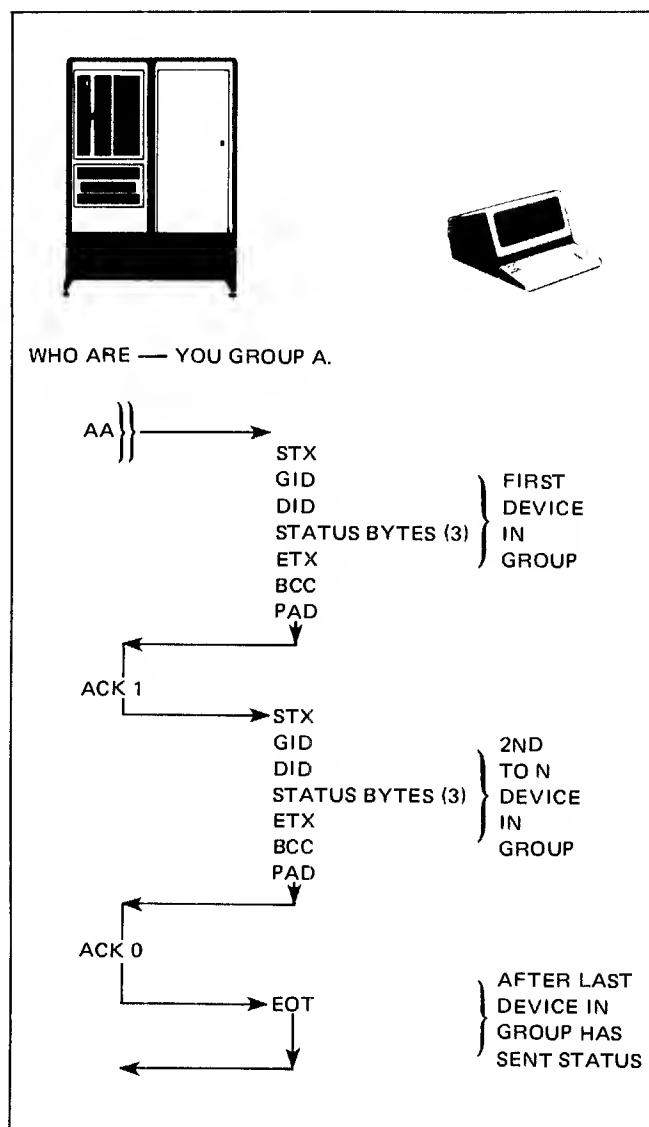 WHO ARE — YOU GROUP A.
AA
STX
GID
DID
STATUS BYTES (3)
ETX
BCC
PAD
FIRST
DEVICE
IN
GROUP
ACK 1
STX
GID
DID
STATUS BYTES (3)
ETX
BCC
PAD
2ND
TO N
DEVICE
IN
GROUP
ACK 0
EOT
AFTER LAST
DEVICE IN
GROUP HAS
SENT STATUS